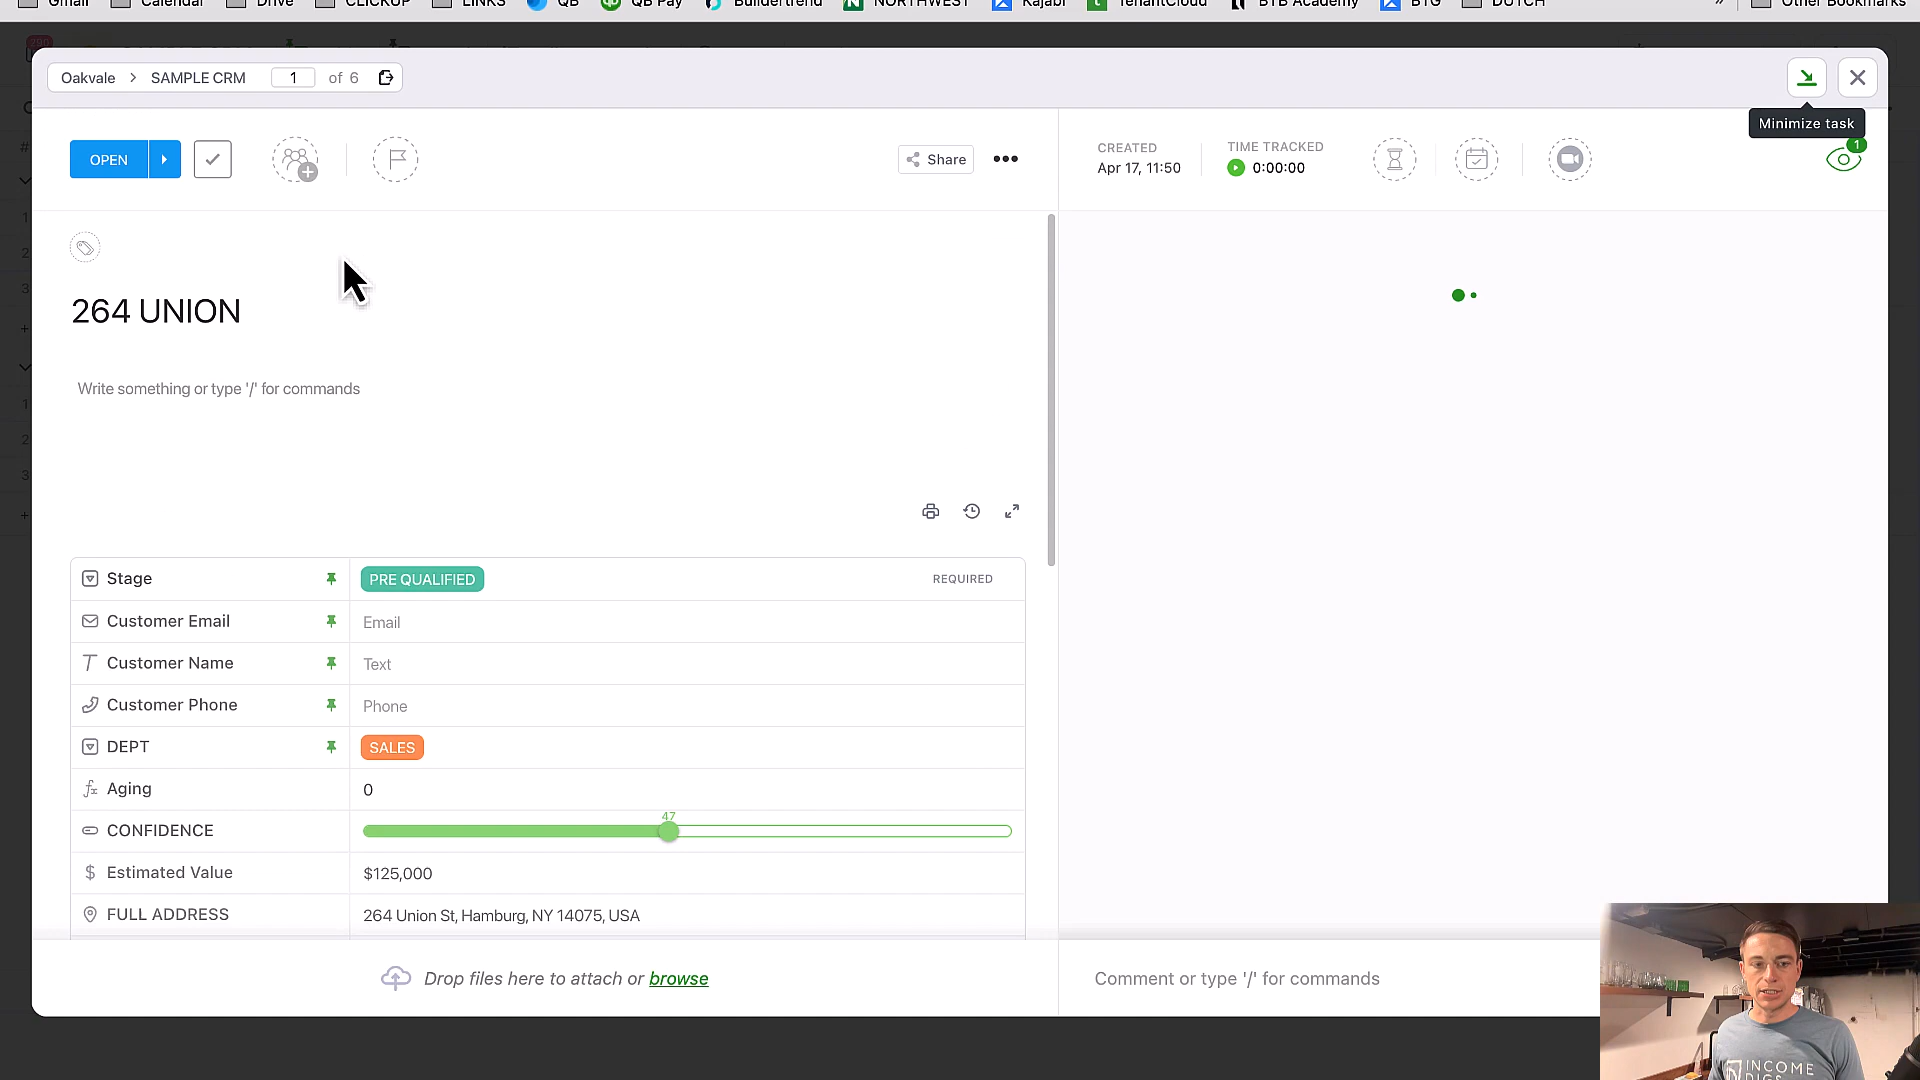 Gmail Calendar Drive CLICKUP LINKS QB QB Pay Buildertrend NORTHWEST Kajabi TenantCloud BTB Academy BTG DUTCH » Other Bookmarks
290
Oakvale > SAMPLE CRM 1 of 6
Minimize task
OPEN
Share
CREATED
Apr 17, 11:50
TIME TRACKED
0:00:00
1
264 UNION
Write something or type '/' for commands
Stage PRE QUALIFIED REQUIRED
Customer Email Email
Customer Name Text
Customer Phone Phone
DEPT SALES
Aging 0
CONFIDENCE 47
Estimated Value $125,000
FULL ADDRESS 264 Union St, Hamburg, NY 14075, USA
Drop files here to attach or browse
Comment or type '/' for commands
INCOME
DIGS